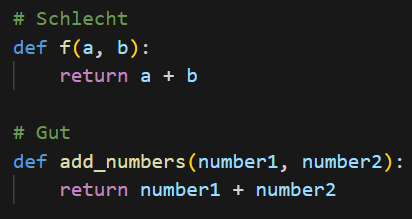 # Schlecht
def f(a, b):
    return a + b

# Gut
def add_numbers(number1, number2):
    return number1 + number2